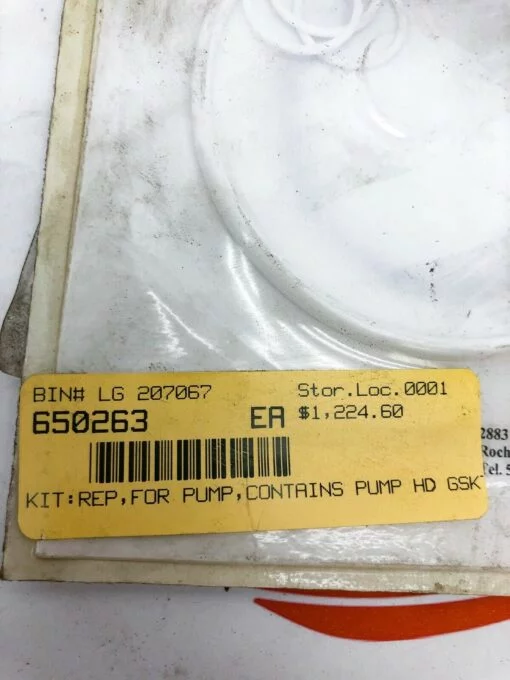 BIN# LG 207067
Stor.Loc.0001
650263
EA
$1,224.60
KIT:REP,FOR PUMP,CONTAINS PUMP HD GSK
2883
Roch
Tel. 5